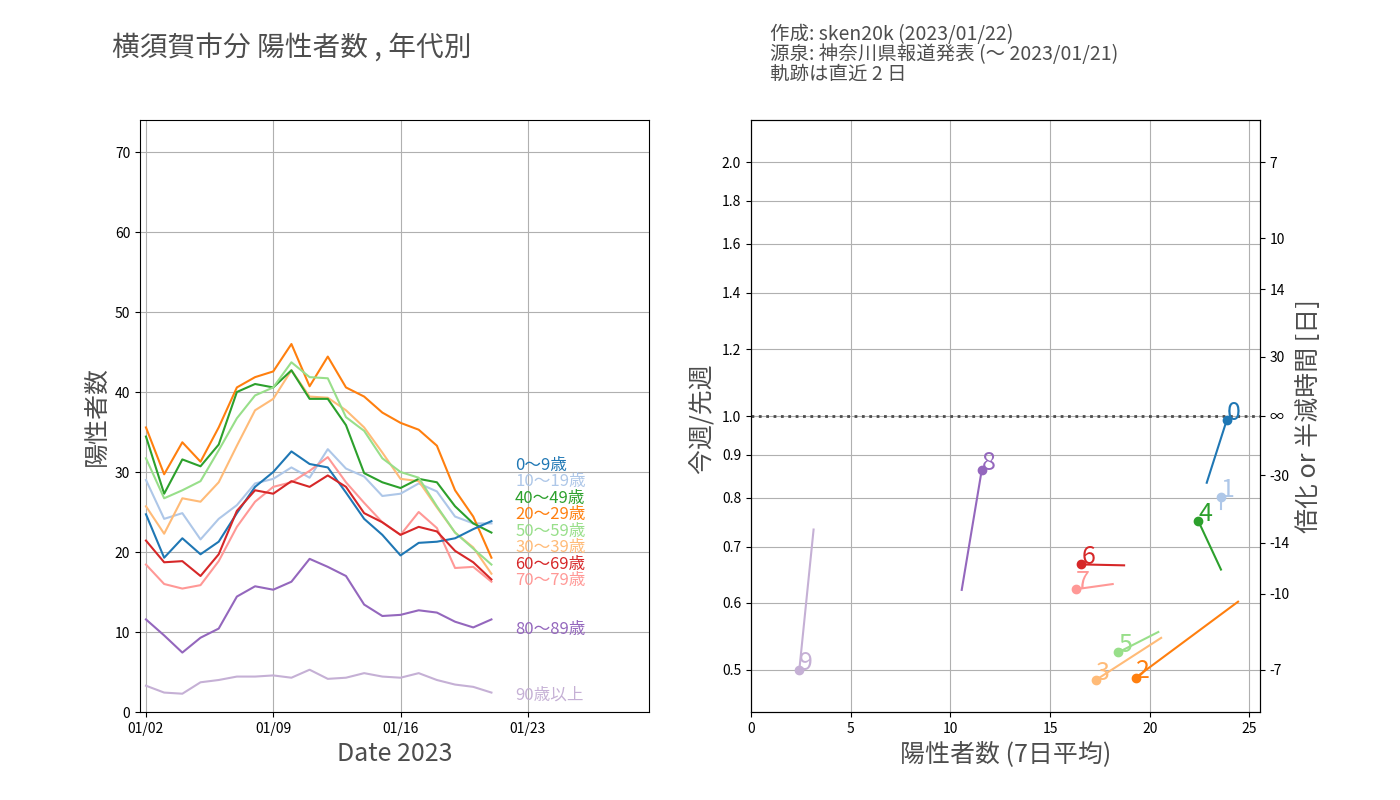 横須賀市分 陽性者数 , 年代別
作成: sken20k (2023/01/22)
源泉: 神奈川県報道発表 (～ 2023/01/21)
軌跡は直近 2 日
陽性者数
70
60
50
40
30
20
10
0
01/02
01/09
01/16
01/23
Date 2023
0～9歳
10～19歳
40～49歳
20～29歳
50～59歳
30～39歳
60～69歳
70～79歳
80～89歳
90歳以上
今週/先週
2.0
1.8
1.6
1.4
1.2
1.0
0.9
0.8
0.7
0.6
0.5
0
5
10
15
20
25
陽性者数 (7日平均)
7
10
14
30
∞
-30
-14
-10
-7
倍化 or 半減時間 [日]
0
8
1
4
6
7
5
2
3
9